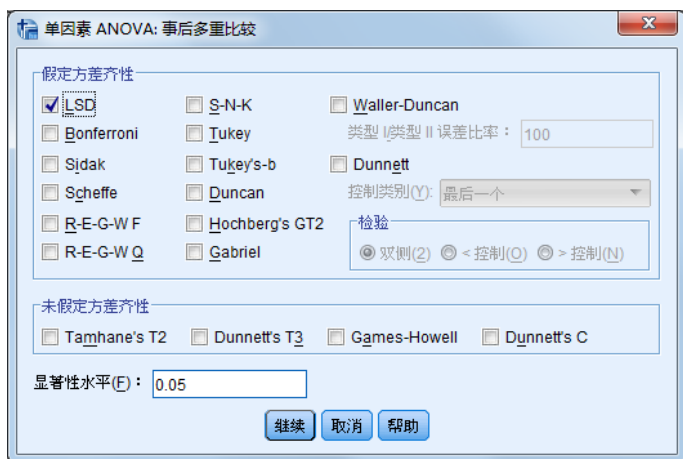 单因素 ANOVA: 事后多重比较
假定方差齐性
LSD
S-N-K
Waller-Duncan
Bonferroni
Tukey
类型 I/类型 II 误差比率： 100
Sidak
Tukey's-b
Dunnett
Scheffe
Duncan
控制类别(Y): 最后一个
R-E-G-W F
Hochberg's GT2
检验
R-E-G-W Q
Gabriel
双侧(2) < 控制(O) > 控制(N)
未假定方差齐性
Tamhane's T2 Dunnett's T3 Games-Howell Dunnett's C
显著性水平(F)： 0.05
继续 取消 帮助